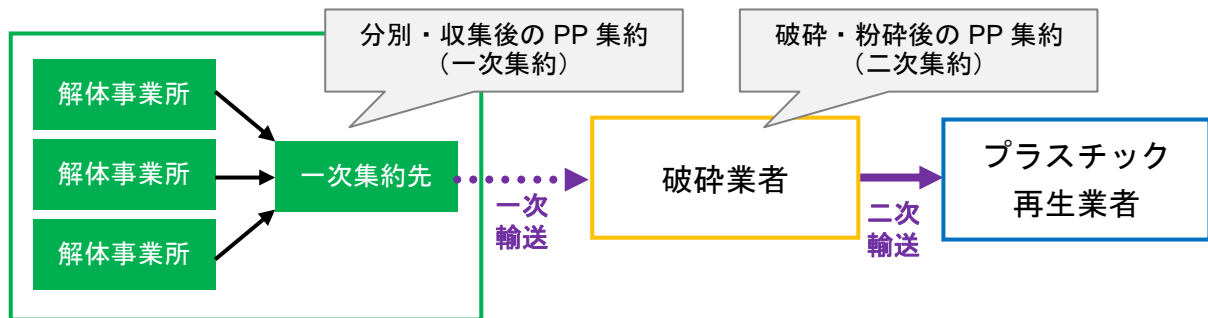 分別・収集後の PP 集約
（一次集約）
破砕・粉砕後の PP 集約
（二次集約）
解体事業所
解体事業所
解体事業所
一次集約先
一次
輸送
破砕業者
二次
輸送
プラスチック
再生業者